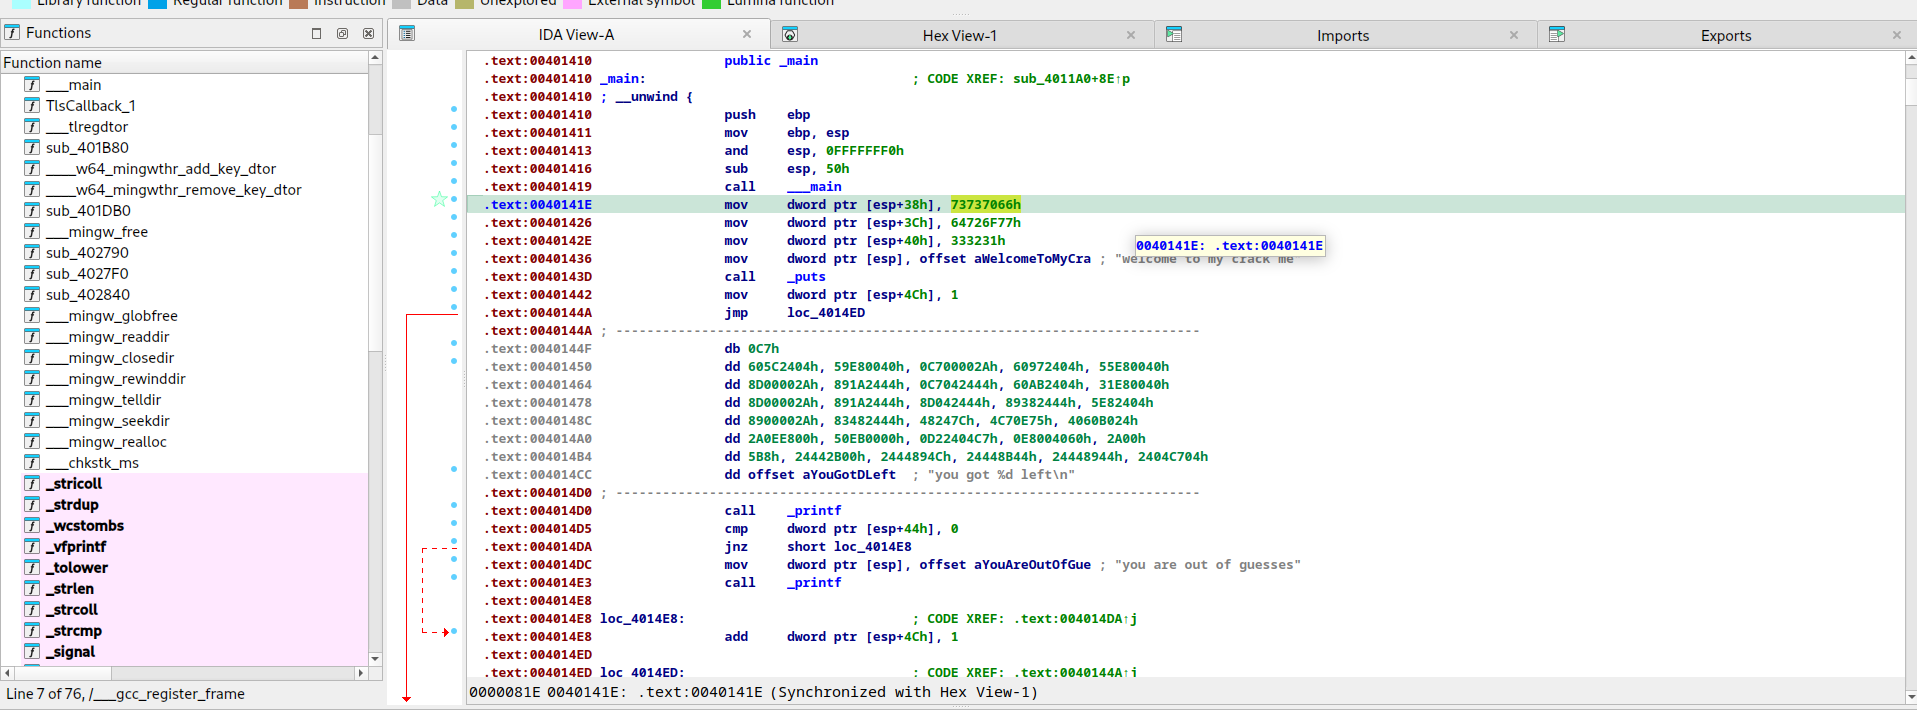 Library function Regular function Instruction Data Unexplored External symbol Lumina function
Functions
Function name
___main
TlsCallback_1
___tlregdtor
sub_401B80
____w64_mingwthr_add_key_dtor
____w64_mingwthr_remove_key_dtor
sub_401DB0
___mingw_free
sub_402790
sub_4027F0
sub_402840
___mingw_globfree
___mingw_readdir
___mingw_closedir
___mingw_rewinddir
___mingw_telldir
___mingw_seekdir
___mingw_realloc
___chkstk_ms
_stricoll
_strdup
_wcstombs
_vfprintf
_tolower
_strlen
_strcoll
_strcmp
_signal
Line 7 of 76, /___gcc_register_frame
IDA View-A Hex View-1 Imports Exports
.text:00401410 public _main
.text:00401410 _main: ; CODE XREF: sub_4011A0+8E↑p
.text:00401410 ; __unwind {
.text:00401410 push ebp
.text:00401411 mov ebp, esp
.text:00401413 and esp, 0FFFFFFF0h
.text:00401416 sub esp, 50h
.text:00401419 call ___main
.text:0040141E mov dword ptr [esp+38h], 73737066h
.text:00401426 mov dword ptr [esp+3Ch], 64726F77h
.text:0040142E mov dword ptr [esp+40h], 333231h
0040141E: .text:0040141E
.text:00401436 mov dword ptr [esp], offset aWelcomeToMyCra ; "welcome to my crack me
.text:0040143D call _puts
.text:00401442 mov dword ptr [esp+4Ch], 1
.text:0040144A jmp loc_4014ED
.text:0040144A ; ---------------------------------------------------------------------------
.text:0040144F db 0C7h
.text:00401450 dd 605C2404h, 59E80040h, 0C700002Ah, 60972404h, 55E80040h
.text:00401464 dd 8D00002Ah, 891A2444h, 0C7042444h, 60AB2404h, 31E80040h
.text:00401478 dd 8D00002Ah, 891A2444h, 8D042444h, 89382444h, 5E82404h
.text:0040148C dd 8900002Ah, 83482444h, 48247Ch, 4C70E75h, 4060B024h
.text:004014A0 dd 2A0EE800h, 50EB0000h, 0D22404C7h, 0E8004060h, 2A00h
.text:004014B4 dd 5B8h, 24442B00h, 2444894Ch, 24448B44h, 24448944h, 2404C704h
.text:004014CC dd offset aYouGotDLeft ; "you got %d left\n"
.text:004014D0 ; ---------------------------------------------------------------------------
.text:004014D0 call _printf
.text:004014D5 cmp dword ptr [esp+44h], 0
.text:004014DA jnz short loc_4014E8
.text:004014DC mov dword ptr [esp], offset aYouAreOutOfGue ; "you are out of guesses"
.text:004014E3 call _printf
.text:004014E8
.text:004014E8 loc_4014E8: ; CODE XREF: .text:004014DA↑j
.text:004014E8 add dword ptr [esp+4Ch], 1
.text:004014ED
.text:004014ED loc_4014ED: ; CODE XREF: .text:0040144A↑j
0000081E 0040141E: .text:0040141E (Synchronized with Hex View-1)